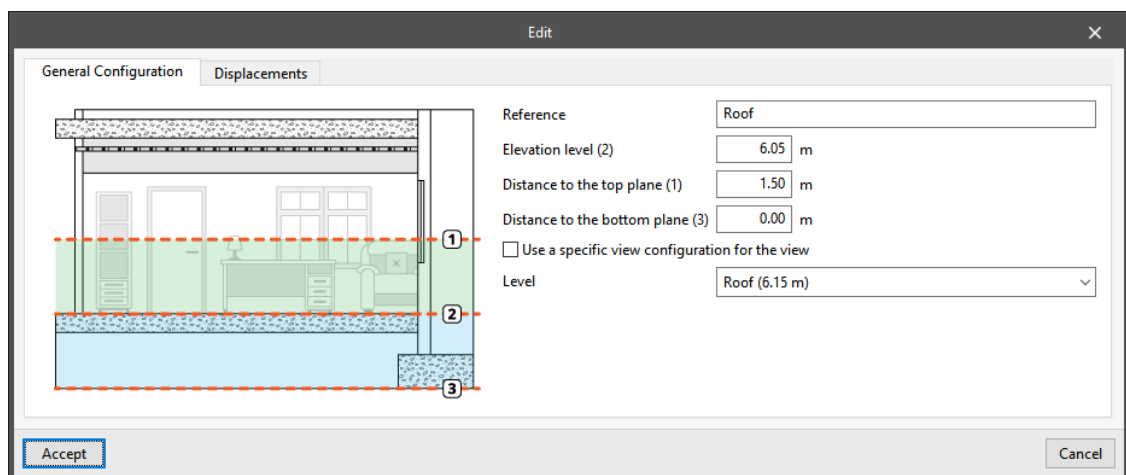 Edit
General Configuration
Displacements
Reference
Roof
Elevation level (2)
6.05 m
Distance to the top plane (1)
1.50 m
Distance to the bottom plane (3)
0.00 m
Use a specific view configuration for the view
Level
Roof (6.15 m)
1
2
3
Accept
Cancel